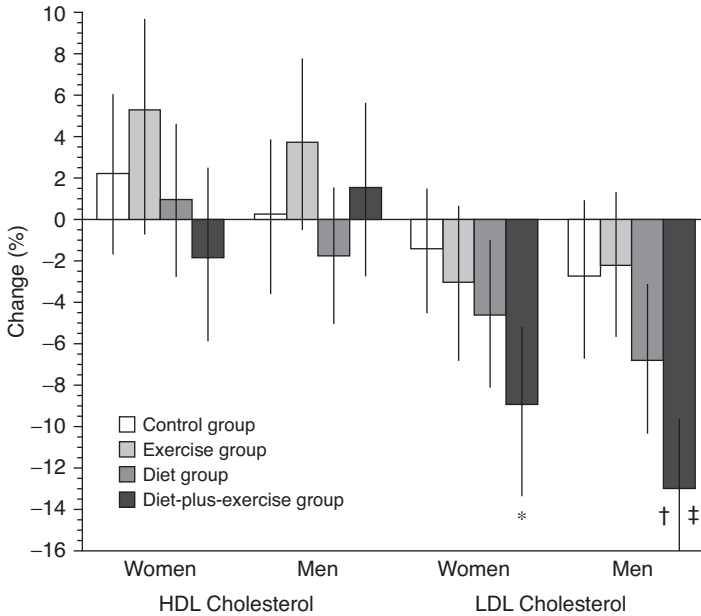 10
8
6
4
2
0
−2
−4
−6
−8
−10
−12
−14
−16
Change (%)
Control group
Exercise group
Diet group
Diet-plus-exercise group
*
† ‡
Women Men Women Men
HDL Cholesterol LDL Cholesterol